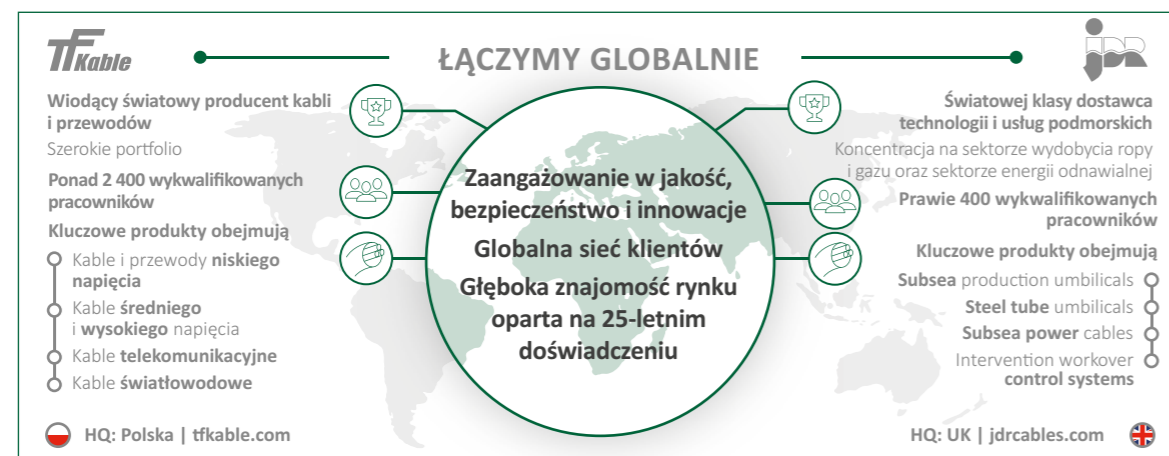 TF Kable
ŁĄCZYMY GLOBALNIE
jdr
Wiodący światowy producent kabli
i przewodów
Szerokie portfolio
Ponad 2 400 wykwalifikowanych
pracowników
Kluczowe produkty obejmują
Kable i przewody niskiego
napięcia
Kable średniego
i wysokiego napięcia
Kable telekomunikacyjne
Kable światłowodowe
HQ: Polska | tfkable.com
Zaangażowanie w jakość,
bezpieczeństwo i innowacje
Globalna sieć klientów
Głęboka znajomość rynku
oparta na 25-letnim
doświadczeniu
Światowej klasy dostawca
technologii i usług podmorskich
Koncentracja na sektorze wydobycia ropy
i gazu oraz sektorze energii odnawialnej
Prawie 400 wykwalifikowanych
pracowników
Kluczowe produkty obejmują
Subsea production umbilicals
Steel tube umbilicals
Subsea power cables
Intervention workover
control systems
HQ: UK | jdrcables.com